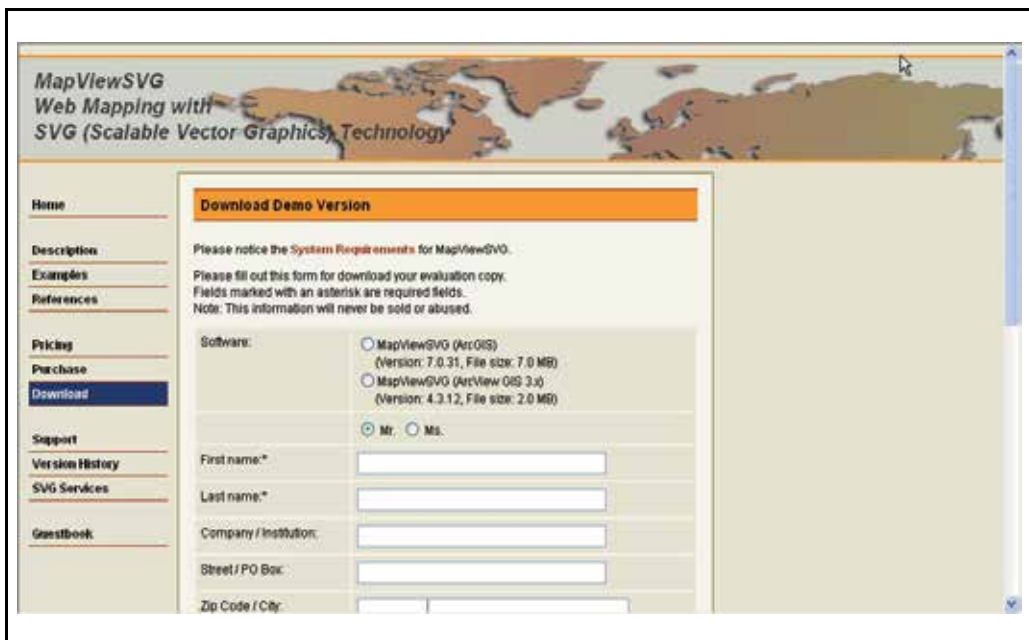 MapViewSVG
Web Mapping with
SVG (Scalable Vector Graphics) Technology
Home
Description
Examples
References
Pricing
Purchase
Download
Support
Version History
SVG Services
Guestbook
Download Demo Version
Please notice the System Requirements for MapViewSVG.
Please fill out this form for download your evaluation copy.
Fields marked with an asterisk are required fields.
Note: This information will never be sold or abused.
Software:
MapViewSVG (ArcGIS)
(Version: 7.0.31, File size: 7.0 MB)
MapViewSVG (ArcView GIS 3.x)
(Version: 4.3.12, File size: 2.0 MB)
Mr. Ms.
First name:*
Last name:*
Company / Institution:
Street / PO Box:
Zip Code / City: